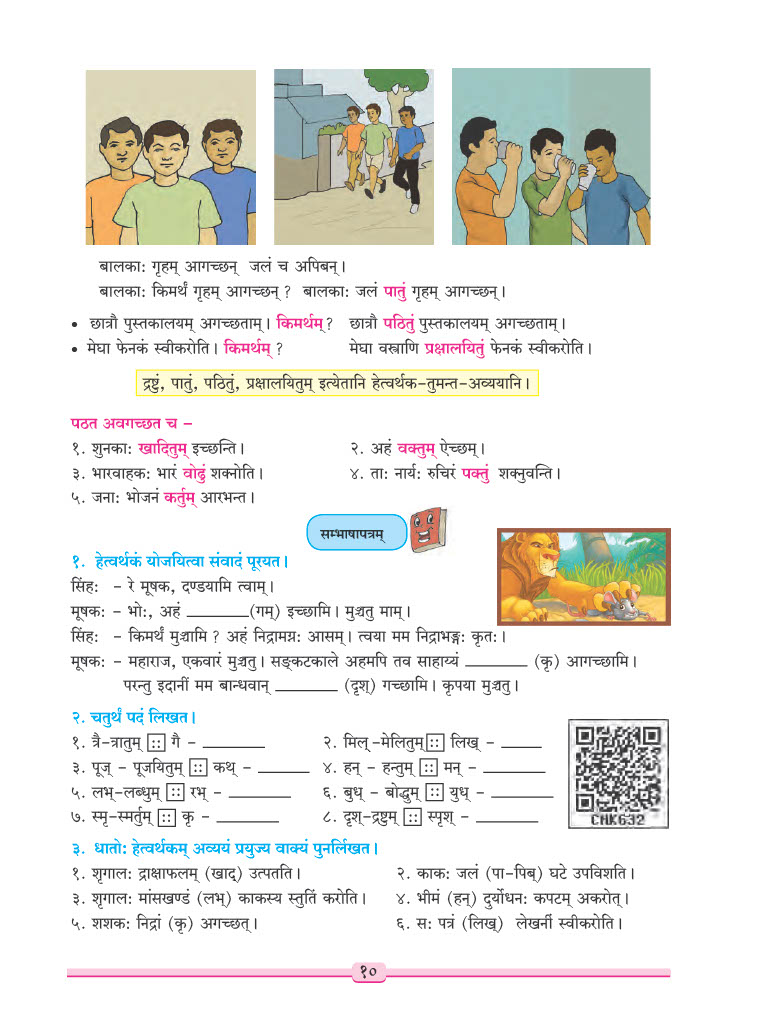 बालकाः गृहम् आगच्छन् जलं च अपिबन्।
बालकाः किमर्थं गृहम् आगच्छन् ? बालकाः जलं पातुं गृहम् आगच्छन्।
• छात्रौ पुस्तकालयम् अगच्छताम्। किमर्थम् ? छात्रौ पठितुं पुस्तकालयम् अगच्छताम्।
• मेघा फेनकं स्वीकरोति। किमर्थम् ? मेघा वस्त्राणि प्रक्षालयितुं फेनकं स्वीकरोति।
द्रष्टुं, पातुं, पठितुं, प्रक्षालयितुम् इत्येतानि हेत्वर्थक-तुमन्त-अव्ययानि।
पठत अवगच्छत च –
१. शुनकाः खादितुम् इच्छन्ति। २. अहं वक्तुम् ऐच्छम्।
३. भारवाहकः भारं वोढुं शक्नोति। ४. ताः नार्यः रुचिरं पक्तुं शक्नुवन्ति।
५. जनाः भोजनं कर्तुम् आरभन्त।
सम्भाषापत्रम्
१. हेत्वर्थकं योजयित्वा संवादं पूरयत।
सिंहः – रे मूषक, दण्डयामि त्वाम्।
मूषकः – भोः, अहं ________(गम्) इच्छामि। मुञ्चतु माम्।
सिंहः – किमर्थं मुञ्चामि ? अहं निद्रामग्नः आसम्। त्वया मम निद्राभङ्गः कृतः।
मूषकः – महाराज, एकवारं मुञ्चतु। सङ्कटकाले अहमपि तव साहाय्यं ________ (कृ) आगच्छामि।
परन्तु इदानीं मम बान्धवान् ________ (दृश्) गच्छामि। कृपया मुञ्चतु।
२. चतुर्थं पदं लिखत।
१. त्रै-त्रातुम् :: गै – ________ २. मिल् -मेलितुम् :: लिख् – ________
३. पूज् – पूजयितुम् :: कथ् – ________ ४. हन् – हन्तुम् :: मन् – ________
५. लभ्-लब्धुम् :: रभ् – ________ ६. बुध् – बोद्धुम् :: युध् – ________
७. स्मृ-स्मर्तुम् :: कृ – ________ ८. दृश्-द्रष्टुम् :: स्पृश् – ________
CNK632
३. धातोः हेत्वर्थकम् अव्ययं प्रयुज्य वाक्यं पुनर्लिखत।
१. शृगालः द्राक्षाफलम् (खाद्) उत्पतति। २. काकः जलं (पा-पिब्) घटे उपविशति।
३. शृगालः मांसखण्डं (लभ्) काकस्य स्तुतिं करोति। ४. भीमं (हन्) दुर्योधनः कपटम् अकरोत्।
५. शशकः निद्रां (कृ) अगच्छत्। ६. सः पत्रं (लिख्) लेखनीं स्वीकरोति।
१०